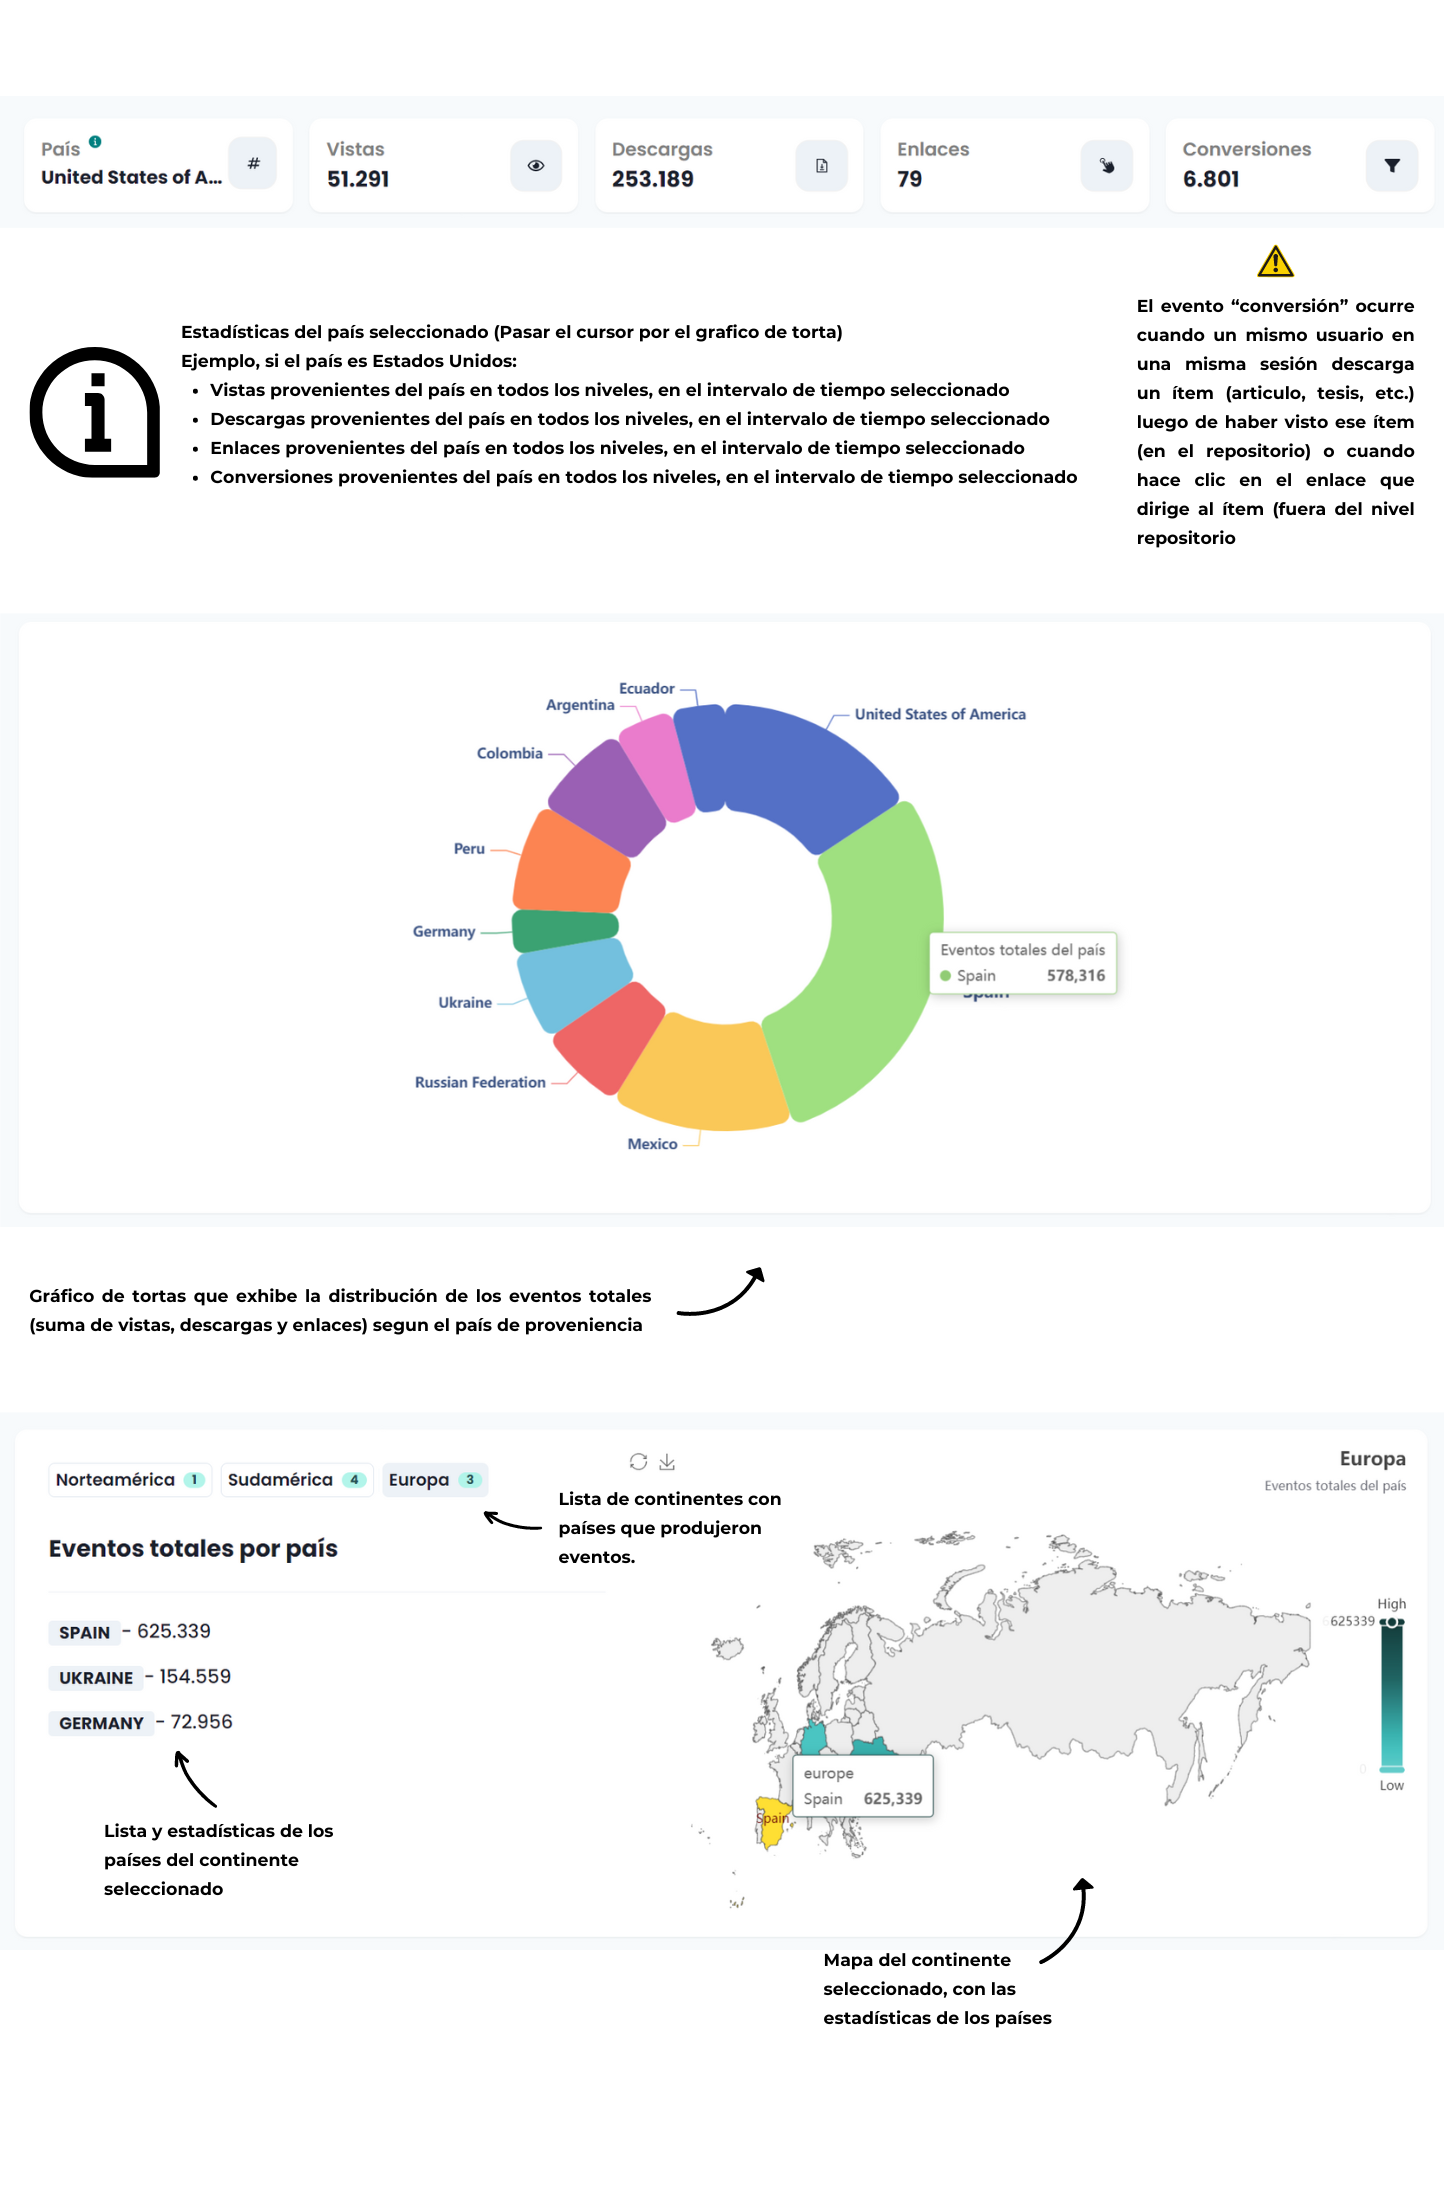 País
United States of A...
#
Vistas
51.291
Descargas
253.189
Enlaces
79
Conversiones
6.801
Estadísticas del país seleccionado (Pasar el cursor por el grafico de torta)
Ejemplo, si el país es Estados Unidos:
• Vistas provenientes del país en todos los niveles, en el intervalo de tiempo seleccionado
• Descargas provenientes del país en todos los niveles, en el intervalo de tiempo seleccionado
• Enlaces provenientes del país en todos los niveles, en el intervalo de tiempo seleccionado
• Conversiones provenientes del país en todos los niveles, en el intervalo de tiempo seleccionado
El evento “conversión” ocurre
cuando un mismo usuario en
una misma sesión descarga
un ítem (articulo, tesis, etc.)
luego de haber visto ese ítem
(en el repositorio) o cuando
hace clic en el enlace que
dirige al ítem (fuera del nivel
repositorio
Ecuador
Argentina
United States of America
Colombia
Peru
Germany
Eventos totales del país
Spain 578,316
Spain
Ukraine
Russian Federation
Mexico
Gráfico de tortas que exhibe la distribución de los eventos totales
(suma de vistas, descargas y enlaces) segun el país de proveniencia
Norteamérica 1
Sudamérica 4
Europa 3
Europa
Eventos totales del país
Lista de continentes con
países que produjeron
eventos.
Eventos totales por país
SPAIN - 625.339
UKRAINE - 154.559
GERMANY - 72.956
High
625339
0
Low
europe
Spain 625,339
Spain
Lista y estadísticas de los
países del continente
seleccionado
Mapa del continente
seleccionado, con las
estadísticas de los países